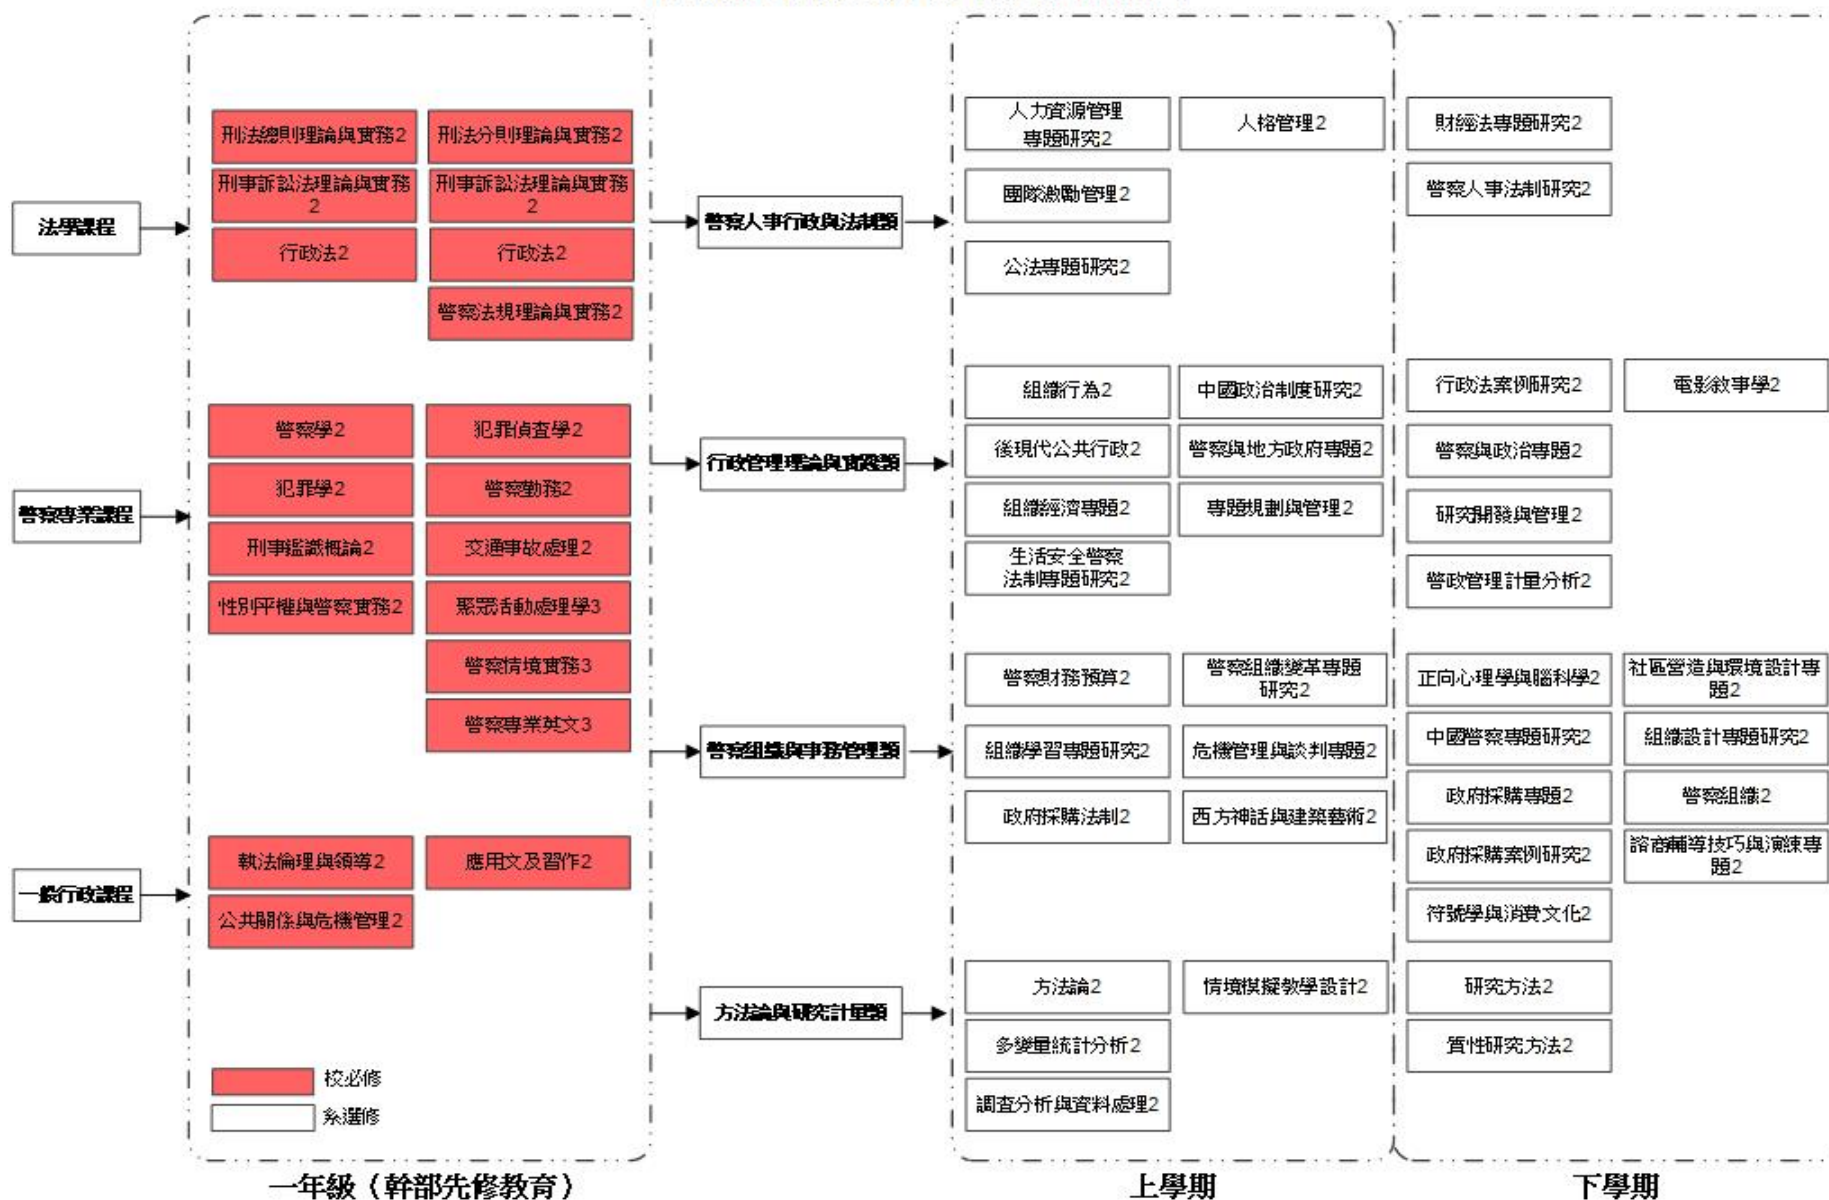 法學課程
刑法總則理論與實務2
刑法分則理論與實務2
刑事訴訟法理論與實務
2
刑事訴訟法理論與實務
2
行政法2
行政法2
警察法規理論與實務2
警察專業課程
警察學2
犯罪偵查學2
犯罪學2
警察勤務2
刑事鑑識概論2
交通事故處理2
性別平權與警察實務2
聚眾活動處理學3
警察情境實務3
警察專業英文3
一般行政課程
執法倫理與領導2
應用文及習作2
公共關係與危機管理2
校必修
系選修
一年級（幹部先修教育）
警察人事行政與法制類
行政管理理論與實踐類
警察組織與事務管理類
方法論與研究計量類
人力資源管理
專題研究2
人格管理2
團隊激勵管理2
公法專題研究2
組織行為2
中國政治制度研究2
後現代公共行政2
警察與地方政府專題2
組織經濟專題2
專題規劃與管理2
生活安全警察
法制專題研究2
警察財務預算2
警察組織變革專題
研究2
組織學習專題研究2
危機管理與談判專題2
政府採購法制2
西方神話與建築藝術2
方法論2
情境模擬教學設計2
多變量統計分析2
調查分析與資料處理2
上學期
財經法專題研究2
警察人事法制研究2
行政法案例研究2
電影敘事學2
警察與政治專題2
研究開發與管理2
警政管理計量分析2
正向心理學與腦科學2
社區營造與環境設計專
題2
中國警察專題研究2
組織設計專題研究2
政府採購專題2
警察組織2
政府採購案例研究2
諮商輔導技巧與演練專
題2
符號學與消費文化2
研究方法2
質性研究方法2
下學期